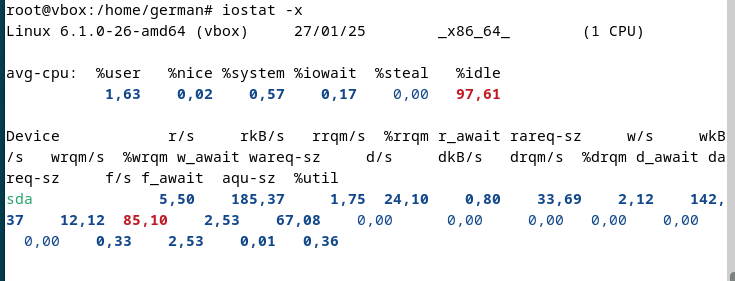 root@vbox:/home/german# iostat -x
Linux 6.1.0-26-amd64 (vbox)     27/01/25        _x86_64_        (1 CPU)
avg-cpu:  %user   %nice %system %iowait  %steal   %idle
           1,63    0,02    0,57    0,17    0,00   97,61
Device            r/s     rkB/s   rrqm/s  %rrqm r_await rareq-sz     w/s     wkB
/s   wrqm/s  %wrqm w_await wareq-sz     d/s     dkB/s   drqm/s  %drqm d_await da
req-sz     f/s f_await  aqu-sz  %util
sda              5,50    185,37     1,75  24,10    0,80    33,69    2,12    142,
37    12,12  85,10    2,53    67,08    0,00      0,00     0,00   0,00    0,00
  0,00    0,33    2,53    0,01   0,36